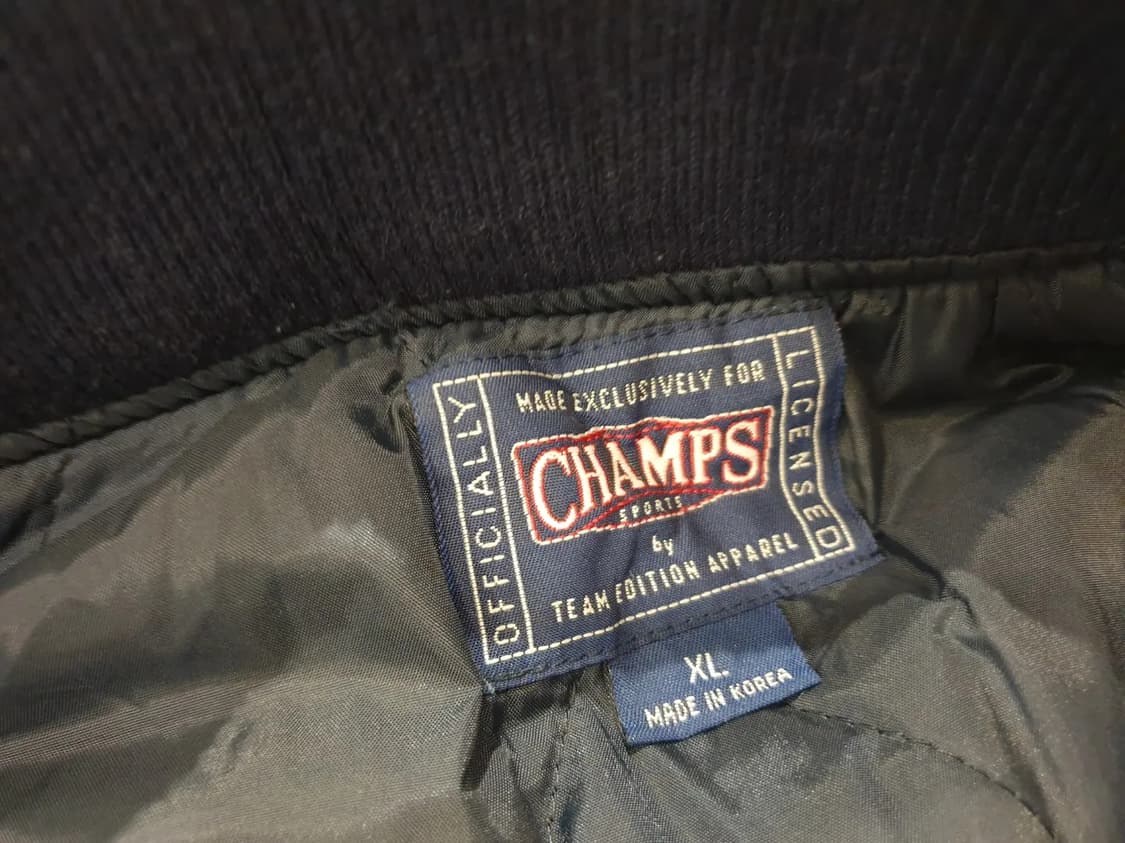 OFFICIALLY
MADE EXCLUSIVELY FOR
CHAMPS
SPORTS
by
TEAM EDITION APPAREL
LICENSED
XL.
MADE IN KOREA